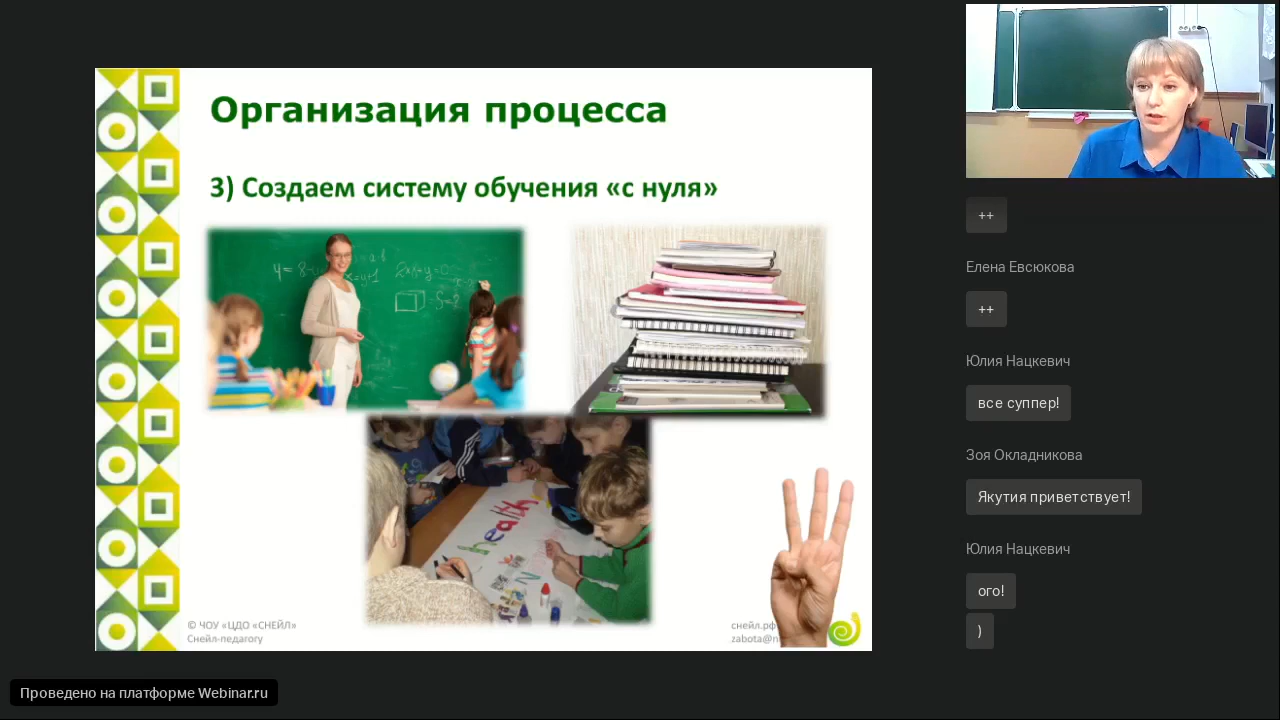 Организация процесса
3) Создаем систему обучения «с нуля»
health
© ЧОУ «ЦДО «СНЕЙЛ»
Снейл-педагогу
снейл.рф
++
Елена Евсюкова
++
Юлия Нацкевич
все суппер!
Зоя Окладникова
Якутия приветствует!
Юлия Нацкевич
ого!
)
Проведено на платформе Webinar.ru